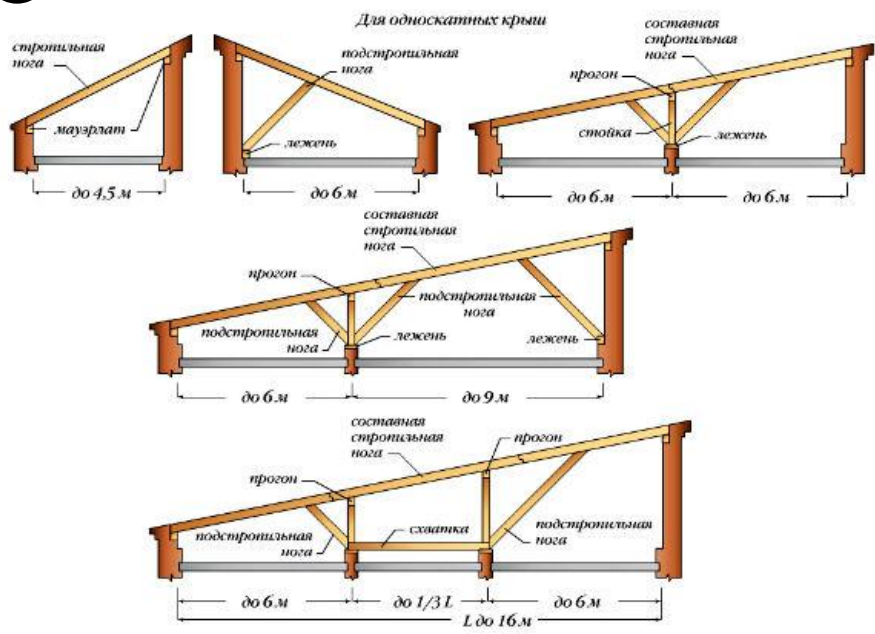 Для односкатных крыш
стропильная
нога
мауэрлат
до 4,5 м
подстропильная
нога
лежень
до 6 м
составная
стропильная
нога
прогон
стойка
лежень
до 6 м
до 6 м
составная
стропильная
нога
прогон
подстропильная
нога
подстропильная
нога
лежень
лежень
до 6 м
до 9 м
составная
стропильная
нога
прогон
прогон
схватка
подстропильная
нога
подстропильная
нога
до 6 м
до 1/3 L
до 6 м
L до 16 м